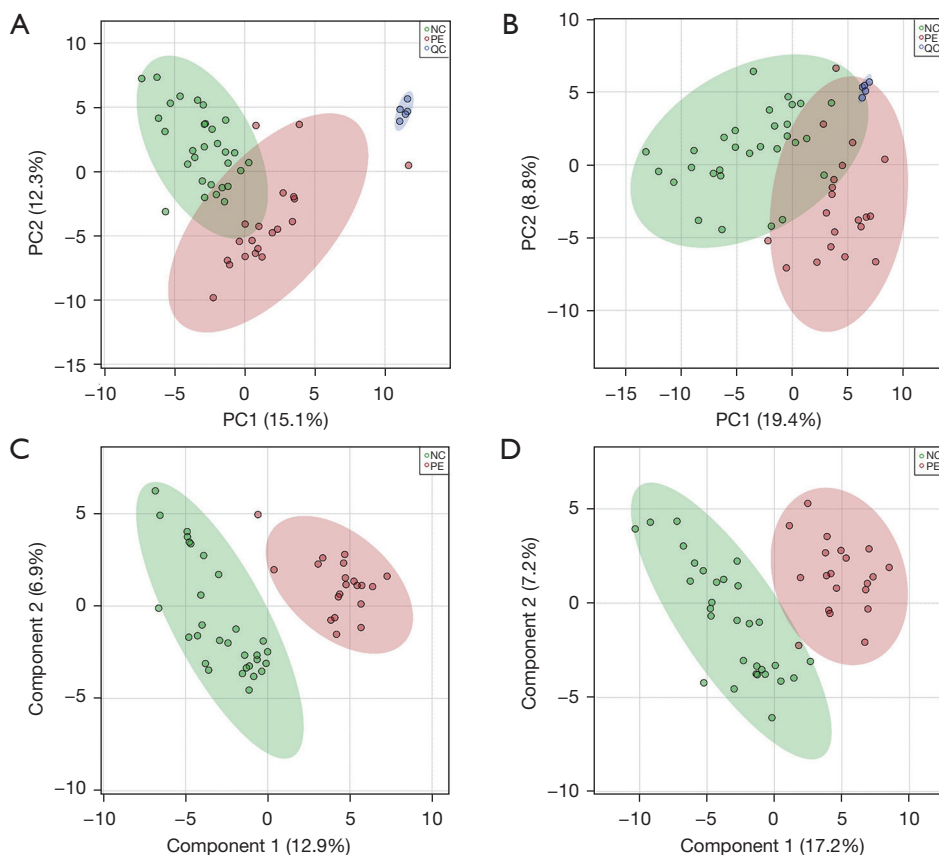 A
NC
PE
QC
10
5
0
−5
−10
−15
PC2 (12.3%)
−10
−5
0
5
10
PC1 (15.1%)
B
NC
PE
QC
10
5
0
−5
−10
PC2 (8.8%)
−15
−10
−5
0
5
10
PC1 (19.4%)
C
NC
PE
5
0
−5
−10
Component 2 (6.9%)
−10
−5
0
5
10
Component 1 (12.9%)
D
NC
PE
5
0
−5
−10
Component 2 (7.2%)
−10
−5
0
5
10
Component 1 (17.2%)